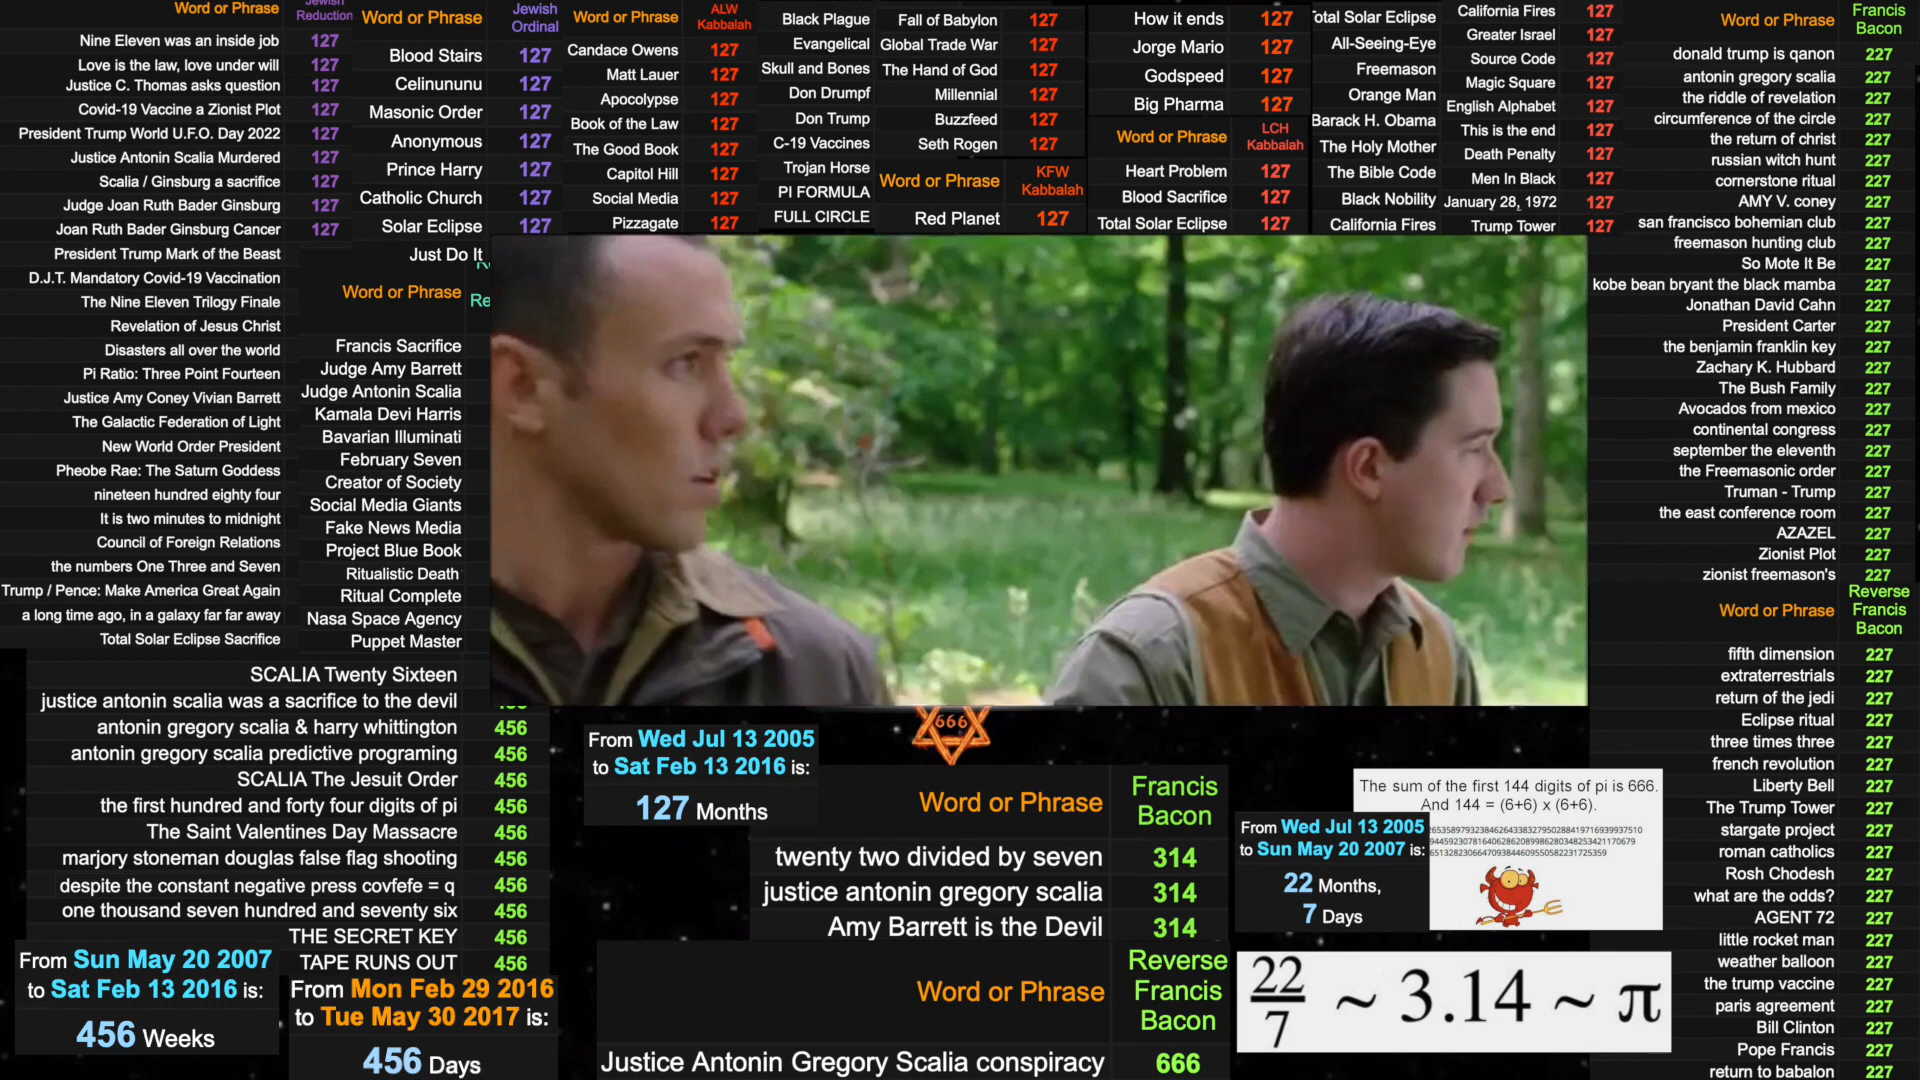 Word or Phrase
Jewish Reduction
Nine Eleven was an inside job 127
Love is the law, love under will 127
Justice C. Thomas asks question 127
Covid-19 Vaccine a Zionist Plot 127
President Trump World U.F.O. Day 2022 127
Justice Antonin Scalia Murdered 127
Scalia / Ginsburg a sacrifice 127
Judge Joan Ruth Bader Ginsburg 127
Joan Ruth Bader Ginsburg Cancer 127
President Trump Mark of the Beast
D.J.T. Mandatory Covid-19 Vaccination
The Nine Eleven Trilogy Finale
Revelation of Jesus Christ
Disasters all over the world
Pi Ratio: Three Point Fourteen
Justice Amy Coney Vivian Barrett
The Galactic Federation of Light
New World Order President
Pheobe Rae: The Saturn Goddess
nineteen hundred eighty four
It is two minutes to midnight
Council of Foreign Relations
the numbers One Three and Seven
Trump / Pence: Make America Great Again
a long time ago, in a galaxy far far away
Total Solar Eclipse Sacrifice
Word or Phrase
Jewish Ordinal
Blood Stairs 127
Celinununu 127
Masonic Order 127
Anonymous 127
Prince Harry 127
Catholic Church 127
Solar Eclipse 127
Just Do It
Word or Phrase
Re
Francis Sacrifice
Judge Amy Barrett
Judge Antonin Scalia
Kamala Devi Harris
Bavarian Illuminati
February Seven
Creator of Society
Social Media Giants
Fake News Media
Project Blue Book
Ritualistic Death
Ritual Complete
Nasa Space Agency
Puppet Master
Word or Phrase
ALW Kabbalah
Candace Owens 127
Matt Lauer 127
Apocolypse 127
Book of the Law 127
The Good Book 127
Capitol Hill 127
Social Media 127
Pizzagate 127
Black Plague
Evangelical
Skull and Bones
Don Drumpf
Don Trump
C-19 Vaccines
Trojan Horse
PI FORMULA
FULL CIRCLE
Fall of Babylon 127
Global Trade War 127
The Hand of God 127
Millennial 127
Buzzfeed 127
Seth Rogen 127
Word or Phrase
KFW Kabbalah
Red Planet 127
How it ends 127
Jorge Mario 127
Godspeed 127
Big Pharma 127
Word or Phrase
LCH Kabbalah
Heart Problem 127
Blood Sacrifice 127
Total Solar Eclipse 127
Total Solar Eclipse
All-Seeing-Eye
Freemason
Orange Man
Barack H. Obama
The Holy Mother
The Bible Code
Black Nobility
California Fires
California Fires 127
Greater Israel 127
Source Code 127
Magic Square 127
English Alphabet 127
This is the end 127
Death Penalty 127
Men In Black 127
January 28, 1972 127
Trump Tower 127
Word or Phrase
Francis Bacon
donald trump is qanon 227
antonin gregory scalia 227
the riddle of revelation 227
circumference of the circle 227
the return of christ 227
russian witch hunt 227
cornerstone ritual 227
AMY V. coney 227
san francisco bohemian club 227
freemason hunting club 227
So Mote It Be 227
kobe bean bryant the black mamba 227
Jonathan David Cahn 227
President Carter 227
the benjamin franklin key 227
Zachary K. Hubbard 227
The Bush Family 227
Avocados from mexico 227
continental congress 227
september the eleventh 227
the Freemasonic order 227
Truman - Trump 227
the east conference room 227
AZAZEL 227
Zionist Plot 227
zionist freemason's 227
Word or Phrase
Reverse Francis Bacon
fifth dimension 227
extraterrestrials 227
return of the jedi 227
Eclipse ritual 227
three times three 227
french revolution 227
Liberty Bell 227
The Trump Tower 227
stargate project 227
roman catholics 227
Rosh Chodesh 227
what are the odds? 227
AGENT 72 227
little rocket man 227
weather balloon 227
the trump vaccine 227
paris agreement 227
Bill Clinton 227
Pope Francis 227
return to babalon 227
SCALIA Twenty Sixteen
justice antonin scalia was a sacrifice to the devil
antonin gregory scalia & harry whittington 456
antonin gregory scalia predictive programing 456
SCALIA The Jesuit Order 456
the first hundred and forty four digits of pi 456
The Saint Valentines Day Massacre 456
marjory stoneman douglas false flag shooting 456
despite the constant negative press covfefe = q 456
one thousand seven hundred and seventy six 456
THE SECRET KEY 456
TAPE RUNS OUT 456
From Sun May 20 2007
to Sat Feb 13 2016 is:
456 Weeks
From Mon Feb 29 2016
to Tue May 30 2017 is:
456 Days
From Wed Jul 13 2005
to Sat Feb 13 2016 is:
127 Months
666
Word or Phrase
Francis Bacon
twenty two divided by seven 314
justice antonin gregory scalia 314
Amy Barrett is the Devil 314
Word or Phrase
Reverse Francis Bacon
Justice Antonin Gregory Scalia conspiracy 666
From Wed Jul 13 2005
to Sun May 20 2007 is:
22 Months,
7 Days
The sum of the first 144 digits of pi is 666.
And 144 = (6+6) x (6+6).
22/7 ~ 3.14 ~ π